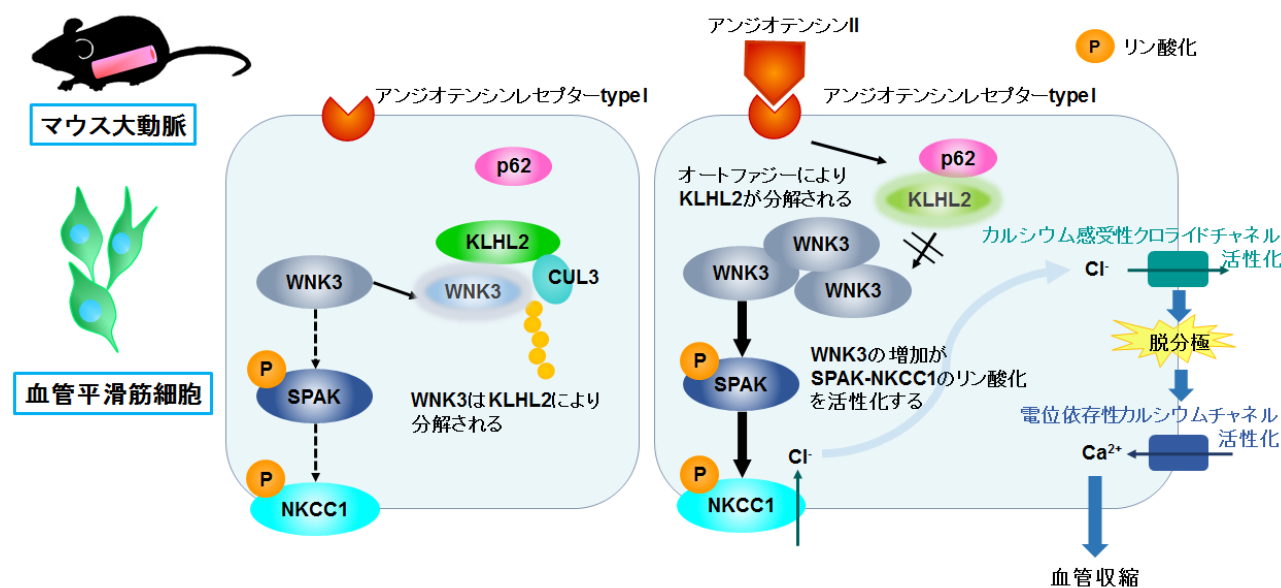 マウス大動脈
血管平滑筋細胞
アンジオテンシンレセプターtypeI
p62
KLHL2
CUL3
WNK3
WNK3
P
SPAK
WNK3はKLHL2により
分解される
P
NKCC1
アンジオテンシンII
P
リン酸化
アンジオテンシンレセプターtypeI
p62
オートファジーにより
KLHL2が分解される
KLHL2
WNK3
WNK3
WNK3
P
SPAK
WNK3の増加が
SPAK-NKCC1のリン酸化
を活性化する
P
NKCC1
Cl⁻
カルシウム感受性クロライドチャネル
活性化
Cl⁻
脱分極
電位依存性カルシウムチャネル
活性化
Ca²⁺
血管収縮